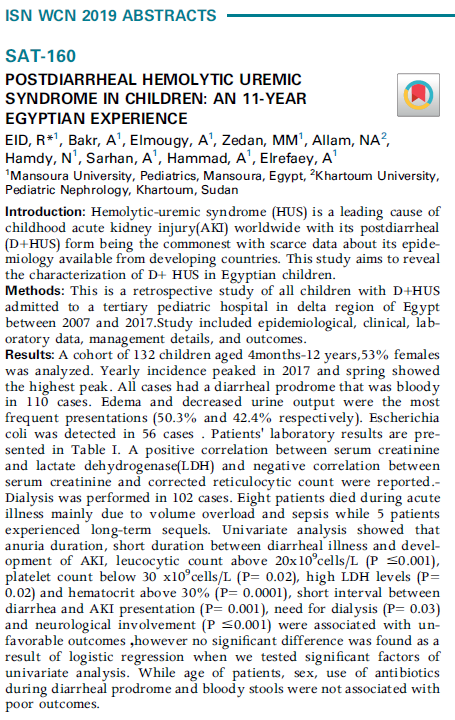 ISN WCN 2019 ABSTRACTS
SAT-160
POSTDIARRHEAL HEMOLYTIC UREMIC
SYNDROME IN CHILDREN: AN 11-YEAR
EGYPTIAN EXPERIENCE
EID, R*¹, Bakr, A¹, Elmougy, A¹, Zedan, MM¹, Allam, NA²,
Hamdy, N¹, Sarhan, A¹, Hammad, A¹, Elrefaey, A¹
¹Mansoura University, Pediatrics, Mansoura, Egypt, ²Khartoum University,
Pediatric Nephrology, Khartoum, Sudan
Introduction: Hemolytic-uremic syndrome (HUS) is a leading cause of
childhood acute kidney injury(AKI) worldwide with its postdiarrheal
(D+HUS) form being the commonest with scarce data about its epide-
miology available from developing countries. This study aims to reveal
the characterization of D+ HUS in Egyptian children.
Methods: This is a retrospective study of all children with D+HUS
admitted to a tertiary pediatric hospital in delta region of Egypt
between 2007 and 2017.Study included epidemiological, clinical, lab-
oratory data, management details, and outcomes.
Results: A cohort of 132 children aged 4months-12 years,53% females
was analyzed. Yearly incidence peaked in 2017 and spring showed
the highest peak. All cases had a diarrheal prodrome that was bloody
in 110 cases. Edema and decreased urine output were the most
frequent presentations (50.3% and 42.4% respectively). Escherichia
coli was detected in 56 cases . Patients' laboratory results are pre-
sented in Table I. A positive correlation between serum creatinine
and lactate dehydrogenase(LDH) and negative correlation between
serum creatinine and corrected reticulocytic count were reported.-
Dialysis was performed in 102 cases. Eight patients died during acute
illness mainly due to volume overload and sepsis while 5 patients
experienced long-term sequels. Univariate analysis showed that
anuria duration, short duration between diarrheal illness and devel-
opment of AKI, leucocytic count above 20x10⁹cells/L (P ≤0.001),
platelet count below 30 x10⁹cells/L (P= 0.02), high LDH levels (P=
0.02) and hematocrit above 30% (P= 0.0001), short interval between
diarrhea and AKI presentation (P= 0.001), need for dialysis (P= 0.03)
and neurological involvement (P ≤0.001) were associated with un-
favorable outcomes ,however no significant difference was found as a
result of logistic regression when we tested significant factors of
univariate analysis. While age of patients, sex, use of antibiotics
during diarrheal prodrome and bloody stools were not associated with
poor outcomes.